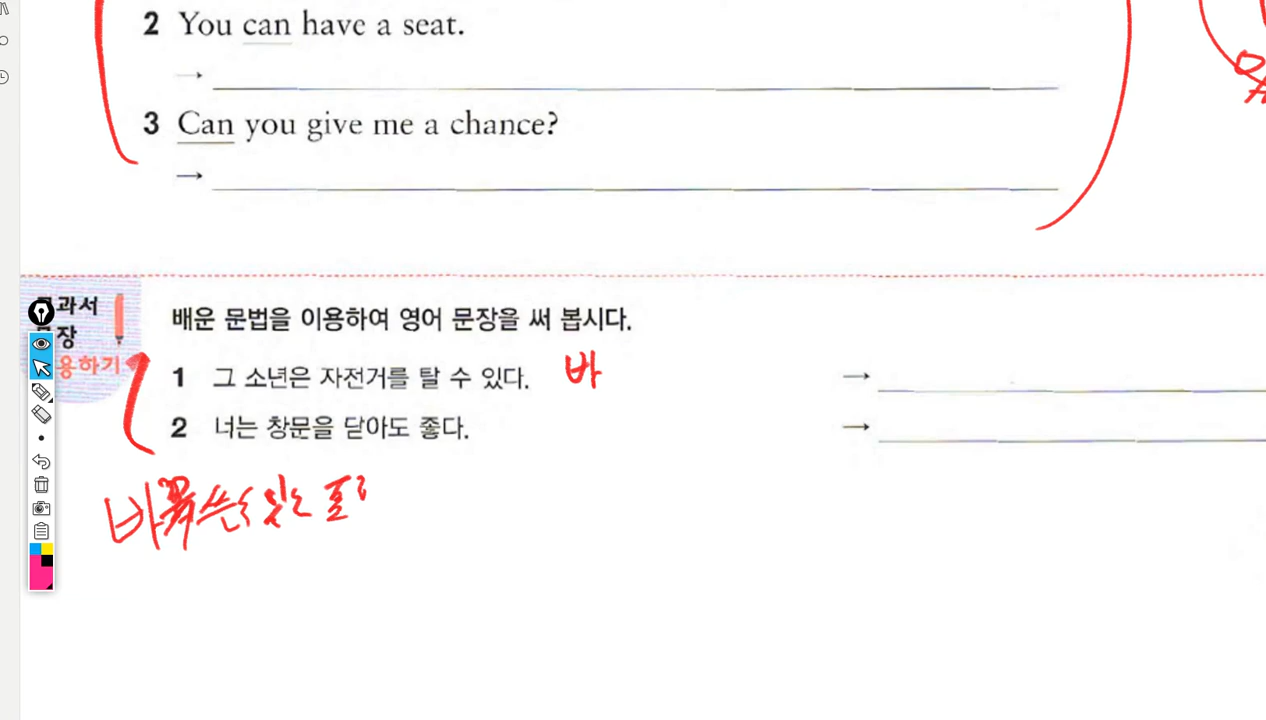 2 You can have a seat.
→
3 Can you give me a chance?
→
과서
장
용하기
배운 문법을 이용하여 영어 문장을 써 봅시다.
1 그 소년은 자전거를 탈 수 있다. 바 →
2 너는 창문을 닫아도 좋다. →